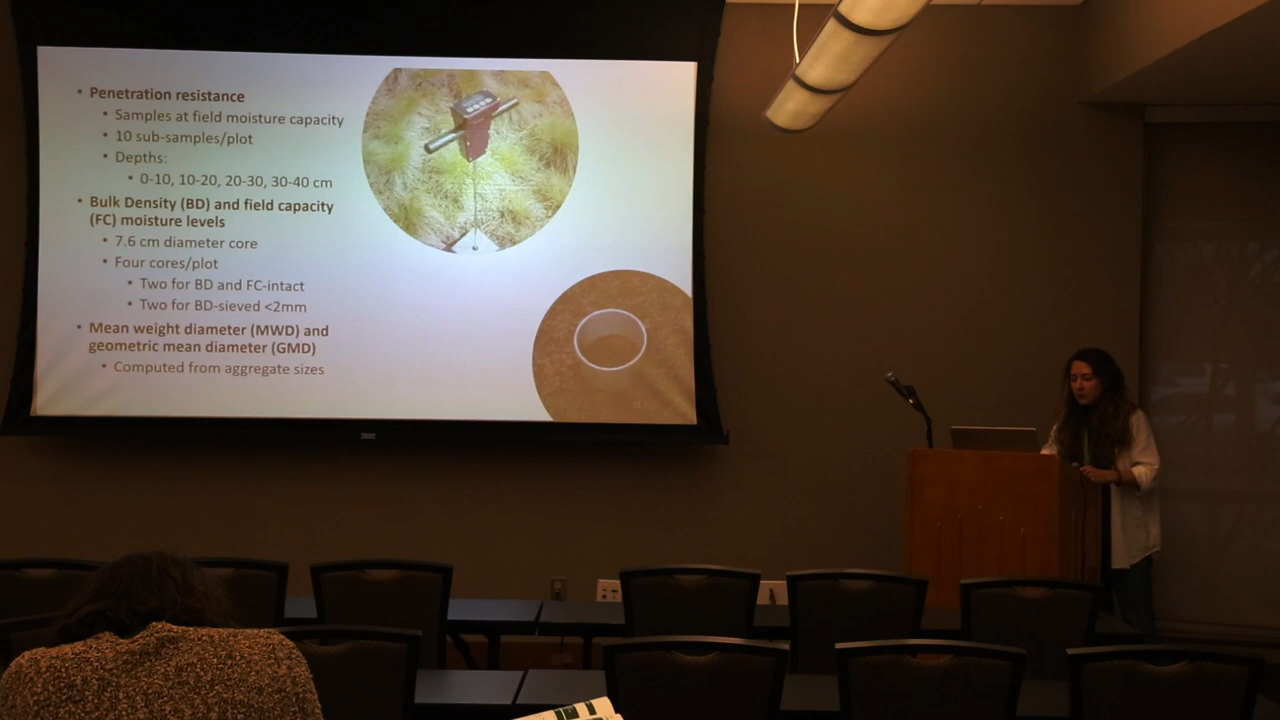 • Penetration resistance
• Samples at field moisture capacity
• 10 sub-samples/plot
• Depths:
• 0-10, 10-20, 20-30, 30-40 cm
• Bulk Density (BD) and field capacity
(FC) moisture levels
• 7.6 cm diameter core
• Four cores/plot
• Two for BD and FC-intact
• Two for BD-sieved <2mm
• Mean weight diameter (MWD) and
geometric mean diameter (GMD)
• Computed from aggregate sizes